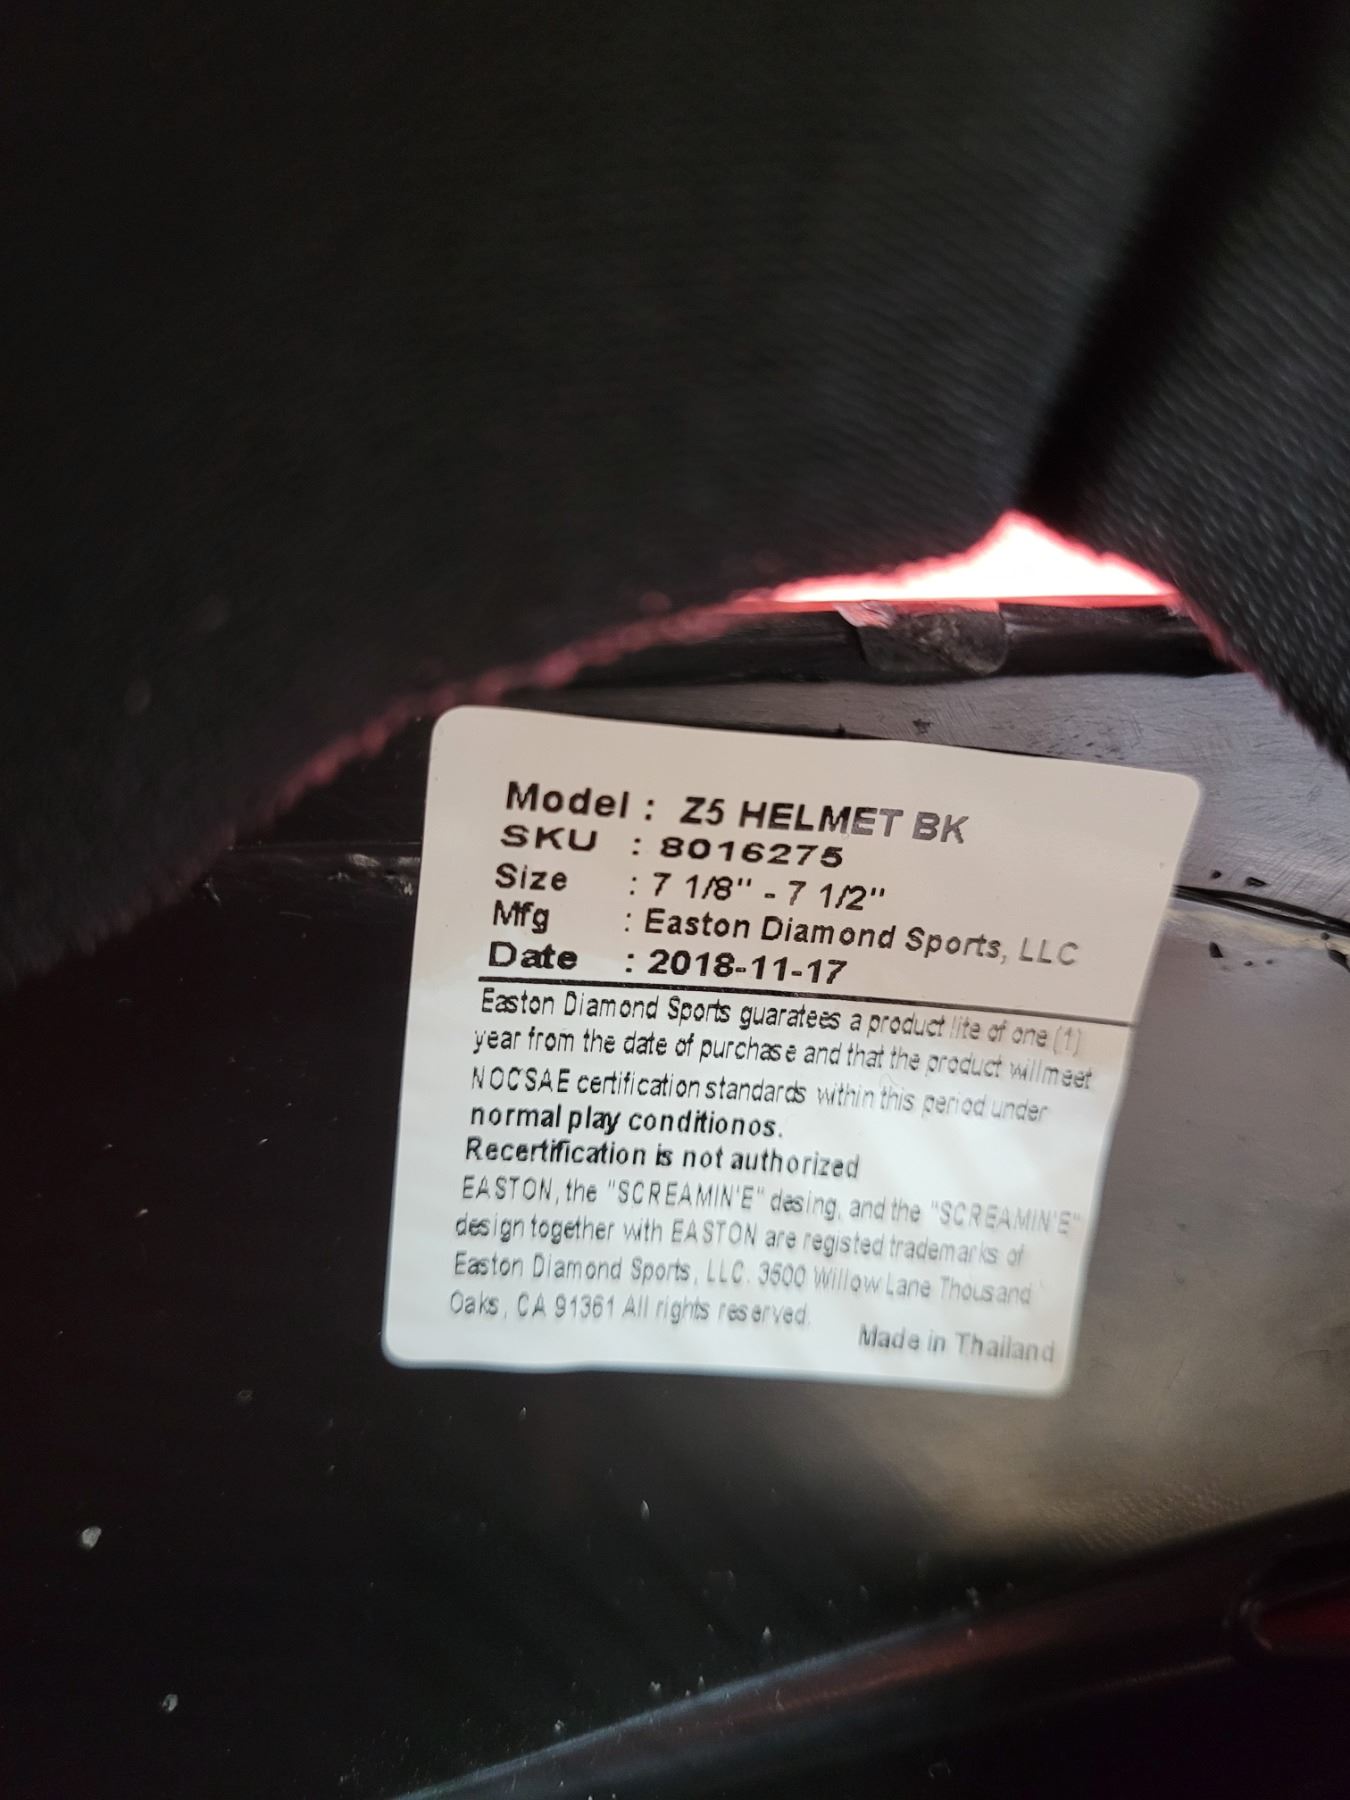 Model : Z5 HELMET BK
SKU : 8016275
Size : 7 1/8" - 7 1/2"
Mfg : Easton Diamond Sports, LLC
Date : 2018-11-17
Easton Diamond Sports guaratees a product lite of one (1)
year from the date of purchase and that the product will meet
NOCSAE certification standards within this period under
normal play conditionos.
Recertification is not authorized
EASTON, the "SCREAMIN'E" desing, and the "SCREAMIN'E"
design together with EASTON are registed trademarks of
Easton Diamond Sports, LLC. 3500 Willow Lane Thousand
Oaks, CA 91361 All rights reserved.
Made in Thailand